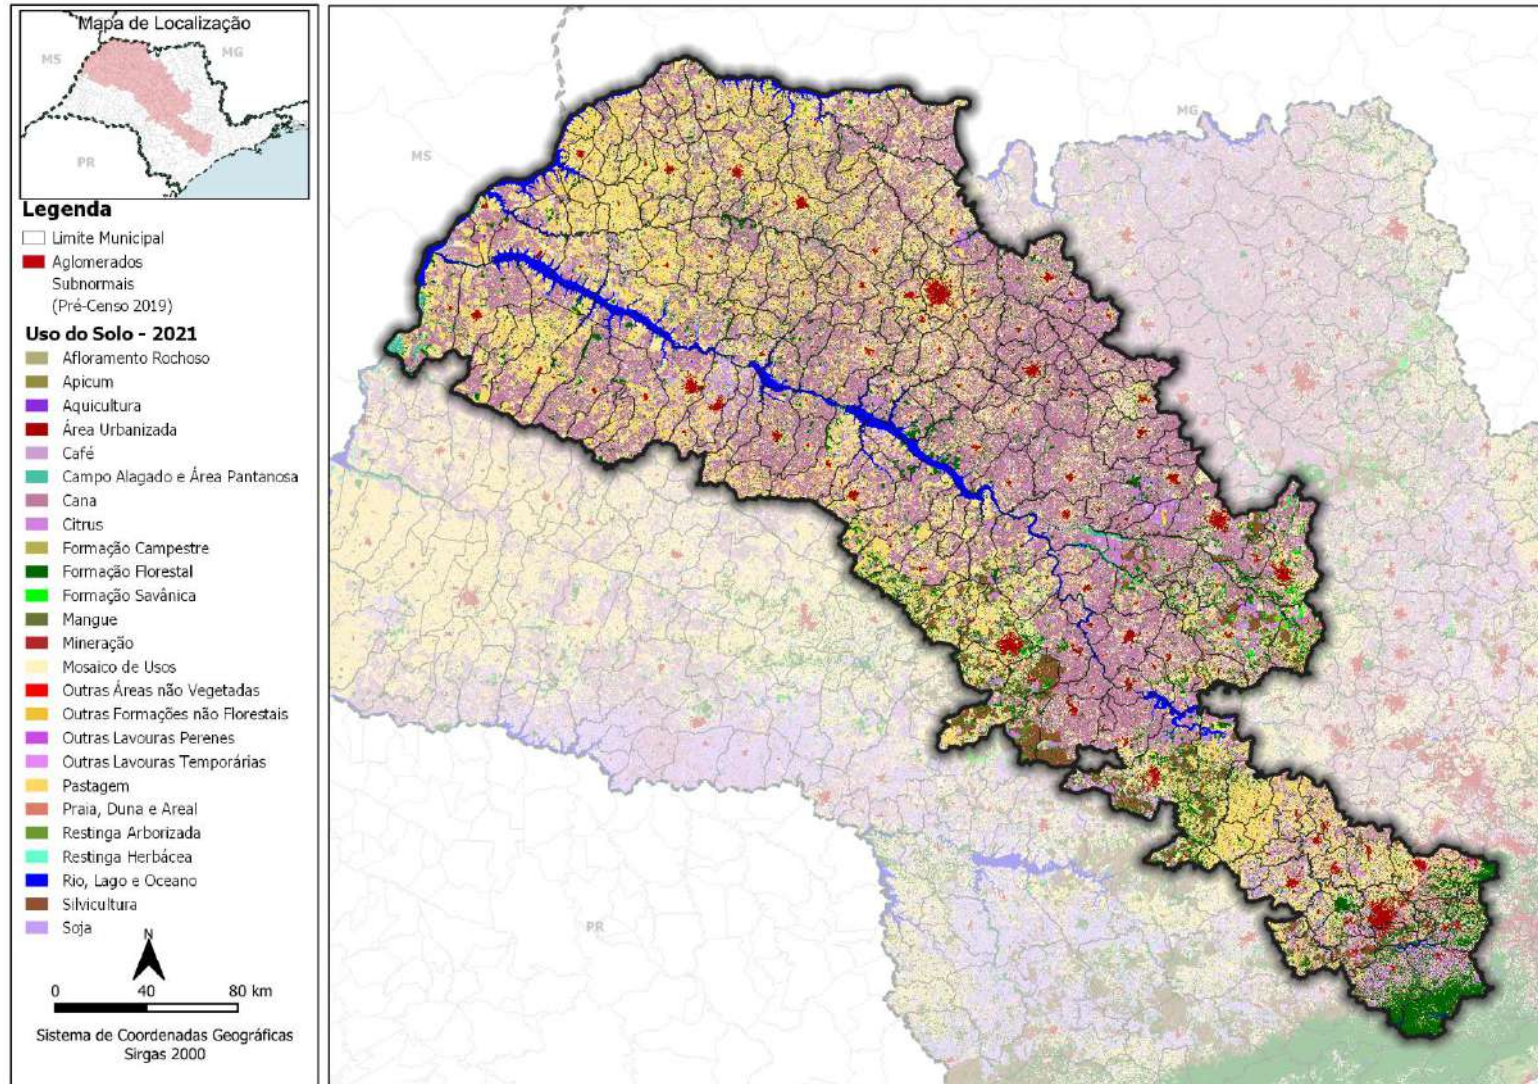 Mapa de Localização
MS
MG
PR
Legenda
Limite Municipal
Aglomerados
Subnormais
(Pré-Censo 2019)
Uso do Solo - 2021
Afloramento Rochoso
Apicum
Aquicultura
Área Urbanizada
Café
Campo Alagado e Área Pantanosa
Cana
Citrus
Formação Campestre
Formação Florestal
Formação Savânica
Mangue
Mineração
Mosaico de Usos
Outras Áreas não Vegetadas
Outras Formações não Florestais
Outras Lavouras Perenes
Outras Lavouras Temporárias
Pastagem
Praia, Duna e Areal
Restinga Arborizada
Restinga Herbácea
Rio, Lago e Oceano
Silvicultura
Soja
N
0 40 80 km
Sistema de Coordenadas Geográficas
Sirgas 2000
MS
MG
PR